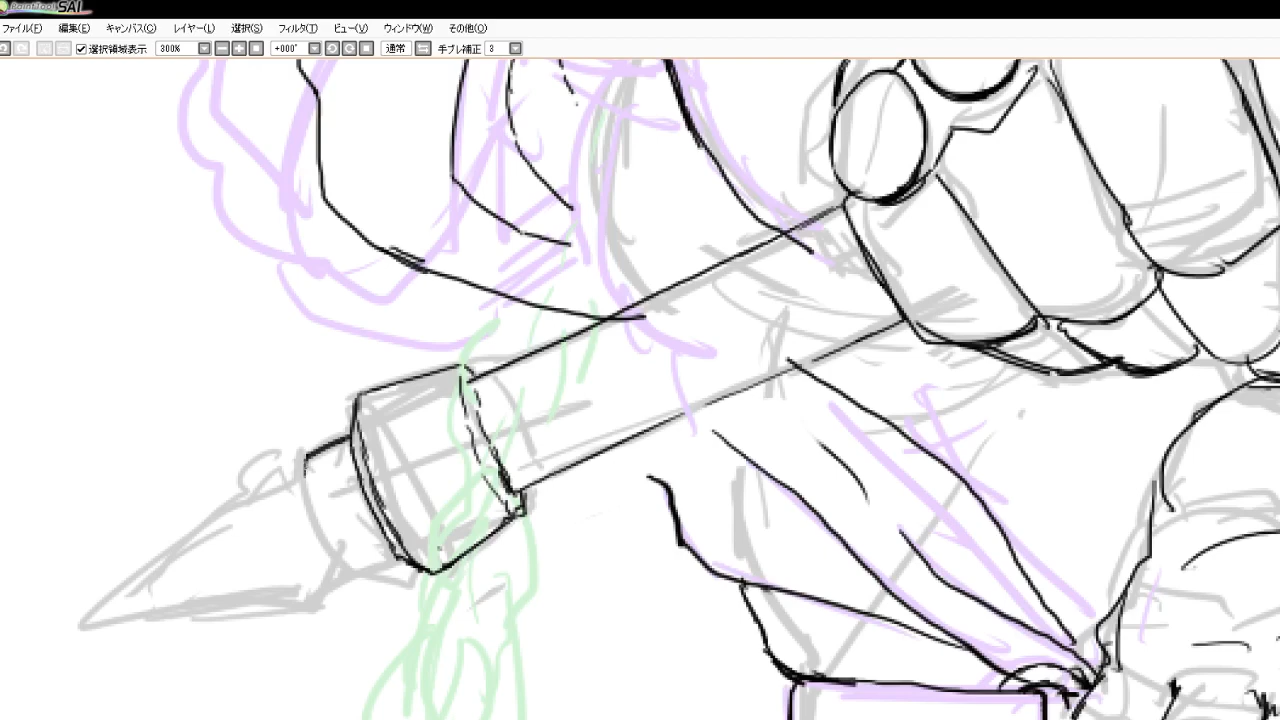 PaintTool SAI
ファイル(F) 編集(E) キャンバス(C) レイヤー(L) 選択(S) フィルタ(T) ビュー(V) ウィンドウ(W) その他(O)
選択領域表示 300% +000° 通常 手ブレ補正 3